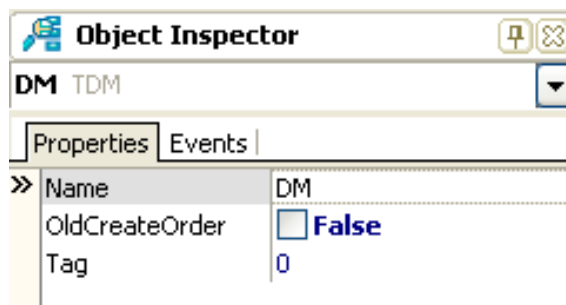 Object Inspector
DM TDM
Properties Events
Name DM
OldCreateOrder False
Tag 0